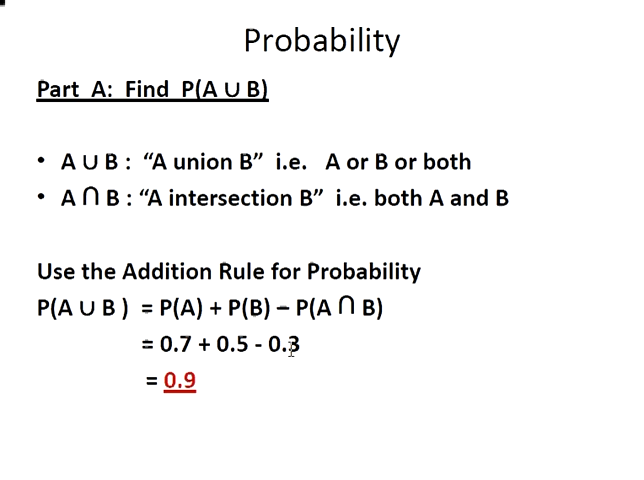 Probability
Part A: Find P(A ∪ B)
• A ∪ B : “A union B” i.e. A or B or both
• A ∩ B : “A intersection B” i.e. both A and B
Use the Addition Rule for Probability
P(A ∪ B ) = P(A) + P(B) – P(A ∩ B)
= 0.7 + 0.5 - 0.3
= 0.9